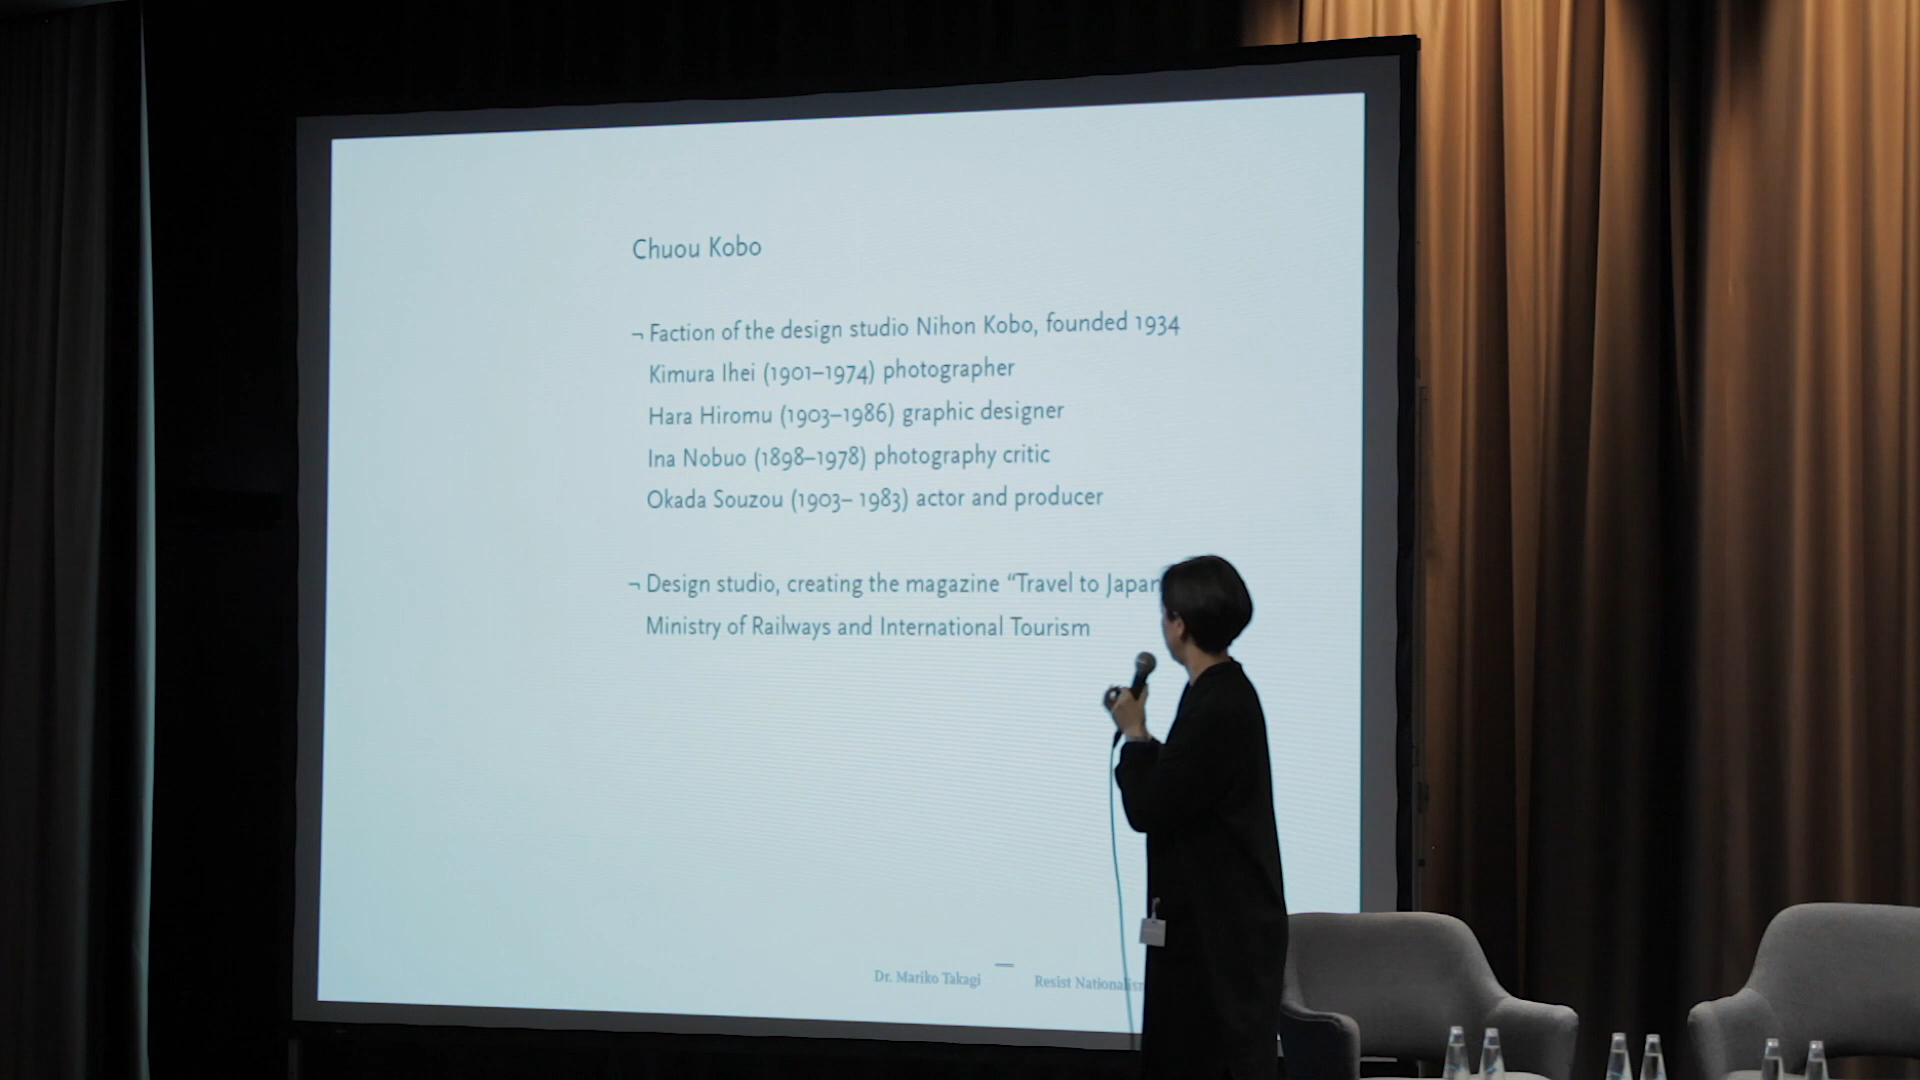 Chuou Kobo
¬ Faction of the design studio Nihon Kobo, founded 1934
Kimura Ihei (1901–1974) photographer
Hara Hiromu (1903–1986) graphic designer
Ina Nobuo (1898–1978) photography critic
Okada Souzou (1903– 1983) actor and producer
¬ Design studio, creating the magazine “Travel to Japan
Ministry of Railways and International Tourism
Dr. Mariko Takagi — Resist Nationalism